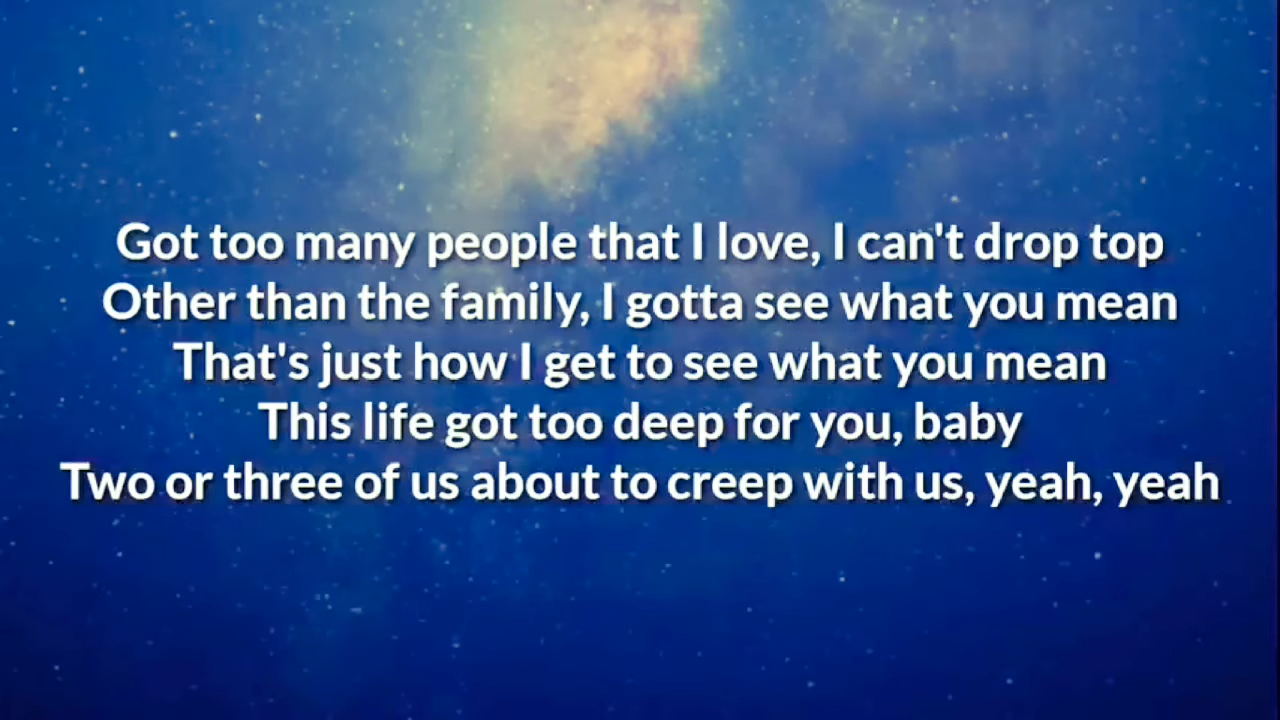 Got too many people that I love, I can't drop top
Other than the family, I gotta see what you mean
That's just how I get to see what you mean
This life got too deep for you, baby
Two or three of us about to creep with us, yeah, yeah